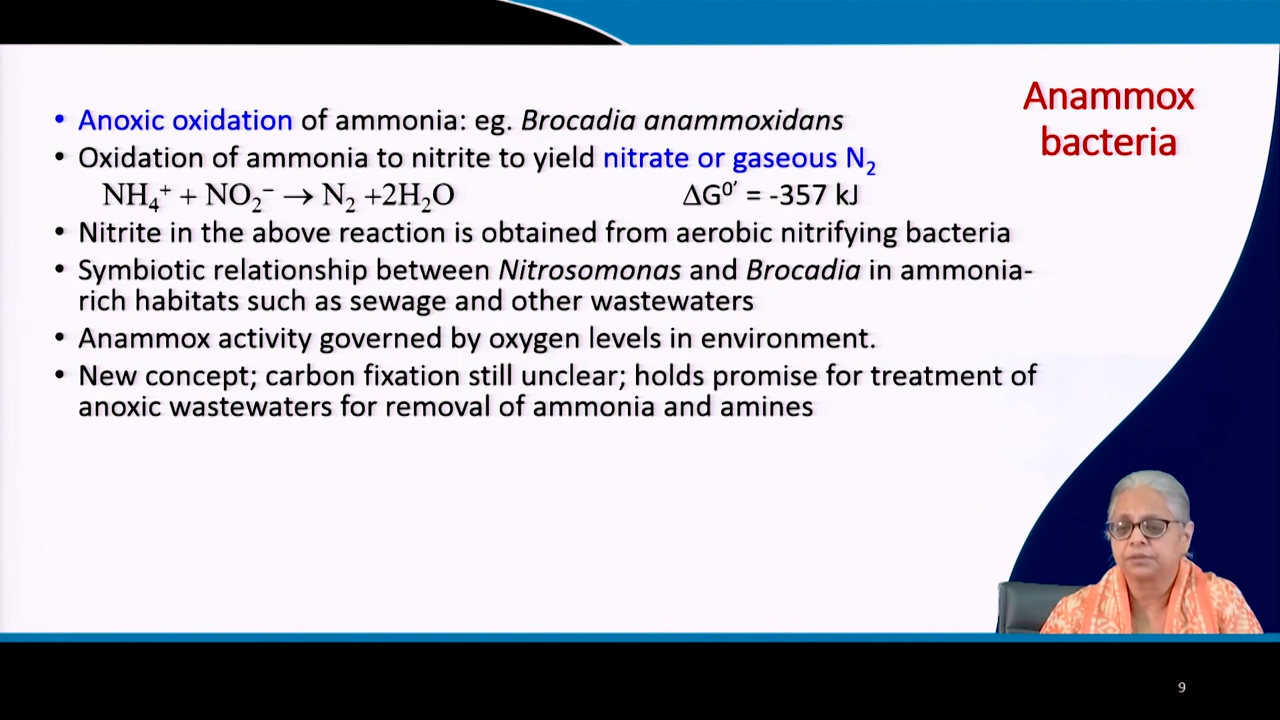 Anammox
bacteria
• Anoxic oxidation of ammonia: eg. Brocadia anammoxidans
• Oxidation of ammonia to nitrite to yield nitrate or gaseous N₂
NH₄⁺ + NO₂⁻ → N₂ +2H₂O ΔG⁰′ = -357 kJ
• Nitrite in the above reaction is obtained from aerobic nitrifying bacteria
• Symbiotic relationship between Nitrosomonas and Brocadia in ammonia-
rich habitats such as sewage and other wastewaters
• Anammox activity governed by oxygen levels in environment.
• New concept; carbon fixation still unclear; holds promise for treatment of
anoxic wastewaters for removal of ammonia and amines
9